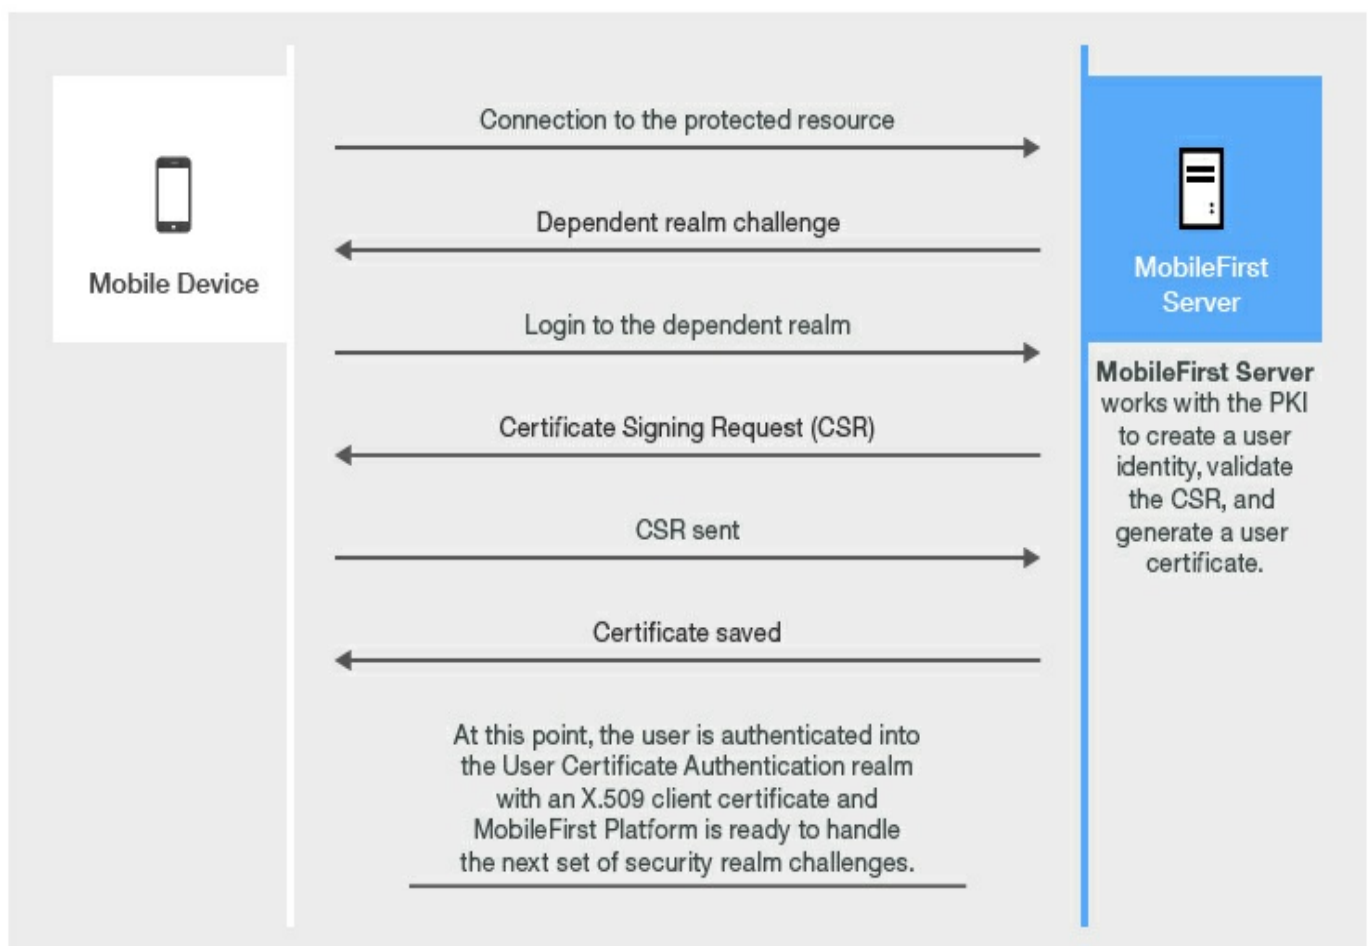 Connection to the protected resource
Dependent realm challenge
Mobile Device
MobileFirst
Server
Login to the dependent realm
MobileFirst Server
works with the PKI
to create a user
identity, validate
the CSR, and
generate a user
certificate.
Certificate Signing Request (CSR)
CSR sent
Certificate saved
At this point, the user is authenticated into
the User Certificate Authentication realm
with an X.509 client certificate and
MobileFirst Platform is ready to handle
the next set of security realm challenges.